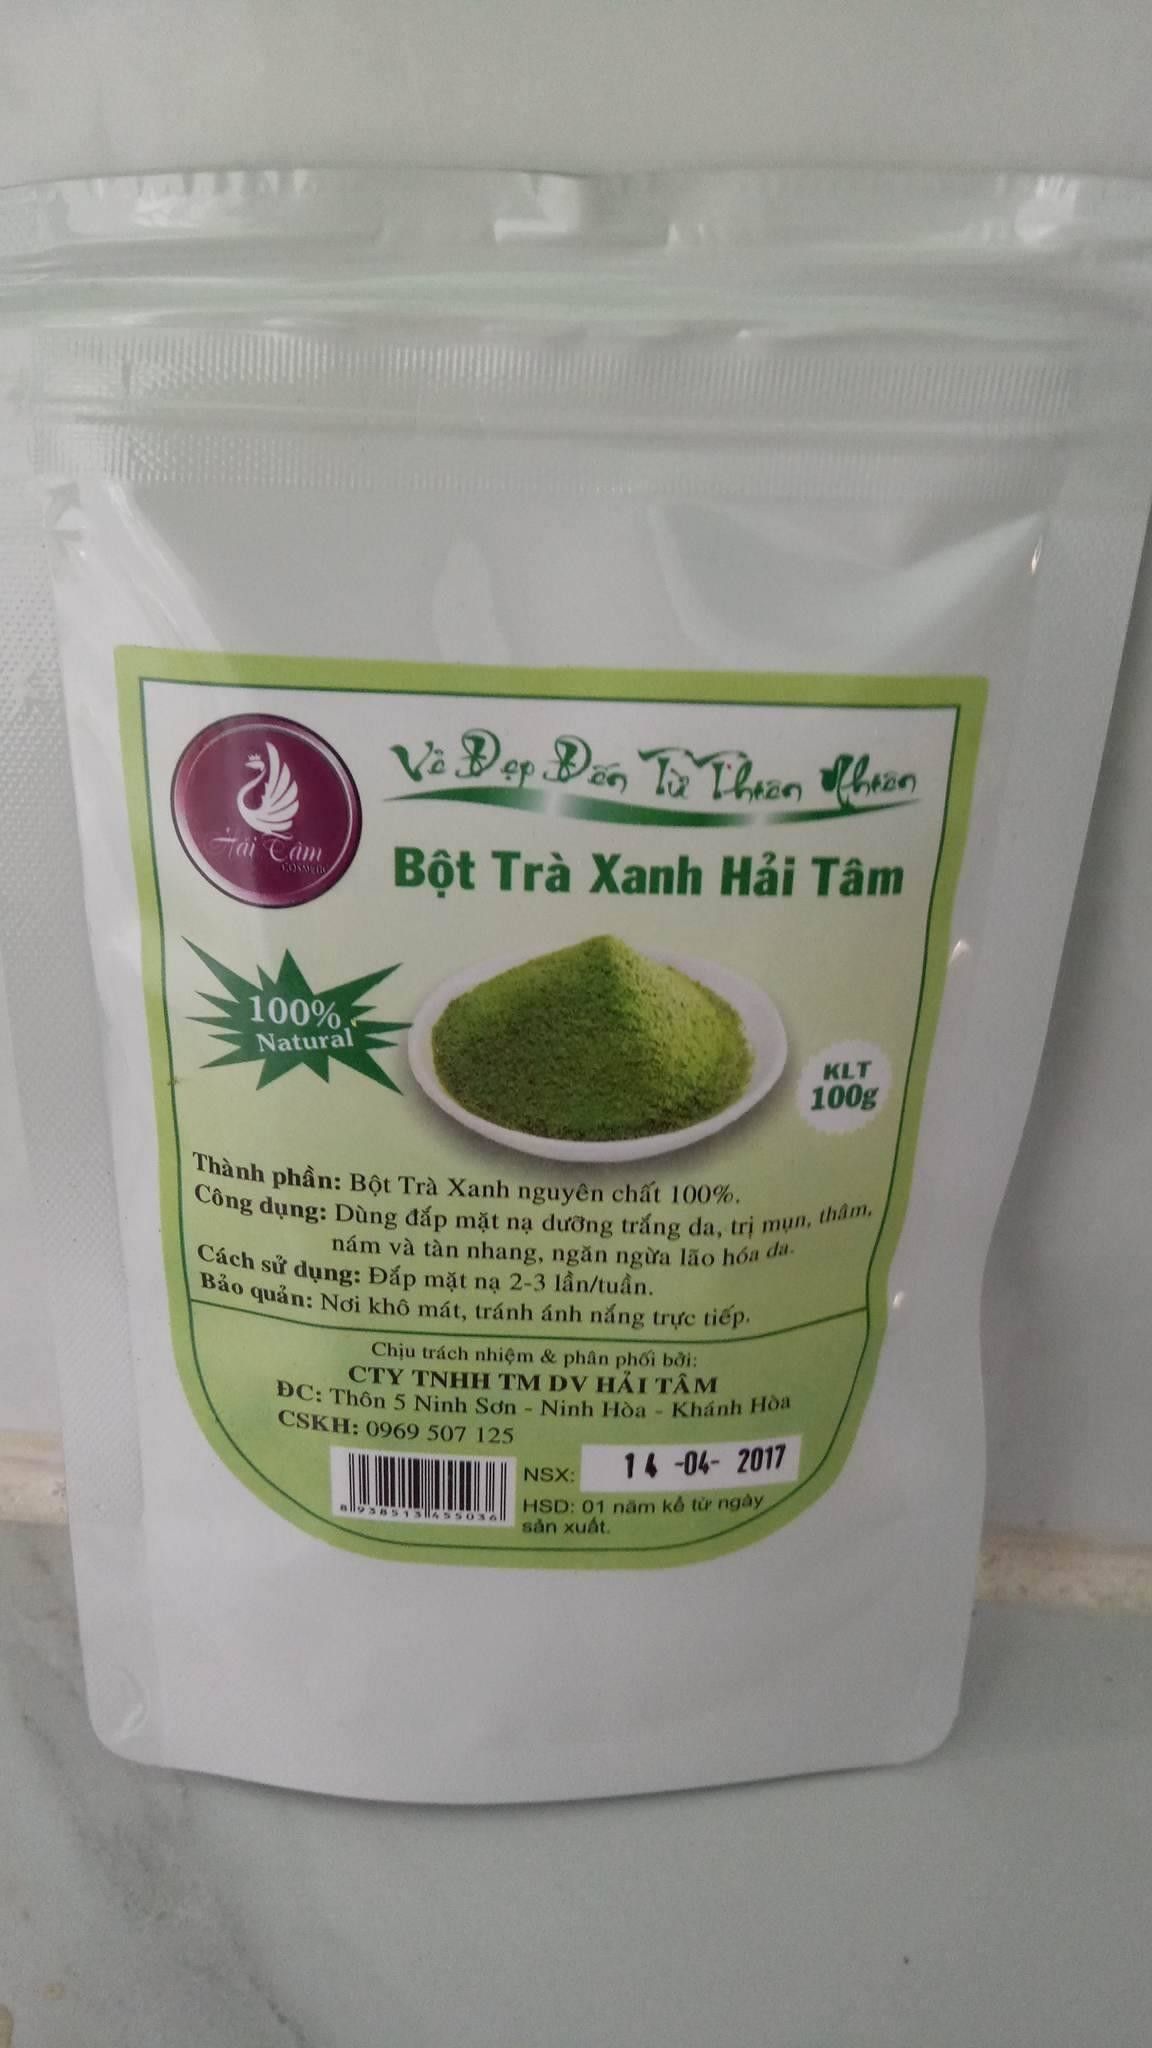 Vẻ Đẹp Đến Từ Thiên Nhiên
Hải Tâm
COSMETIC
Bột Trà Xanh Hải Tâm
100%
Natural
KLT
100g
Thành phần: Bột Trà Xanh nguyên chất 100%.
Công dụng: Dùng đắp mặt nạ dưỡng trắng da, trị mụn, thâm,
nám và tàn nhang, ngăn ngừa lão hóa da.
Cách sử dụng: Đắp mặt nạ 2-3 lần/tuần.
Bảo quản: Nơi khô mát, tránh ánh nắng trực tiếp.
Chịu trách nhiệm & phân phối bởi:
CTY TNHH TM DV HẢI TÂM
ĐC: Thôn 5 Ninh Sơn - Ninh Hòa - Khánh Hòa
CSKH: 0969 507 125
NSX: 14 -04- 2017
HSD: 01 năm kể từ ngày
sản xuất.
8 938513 455036